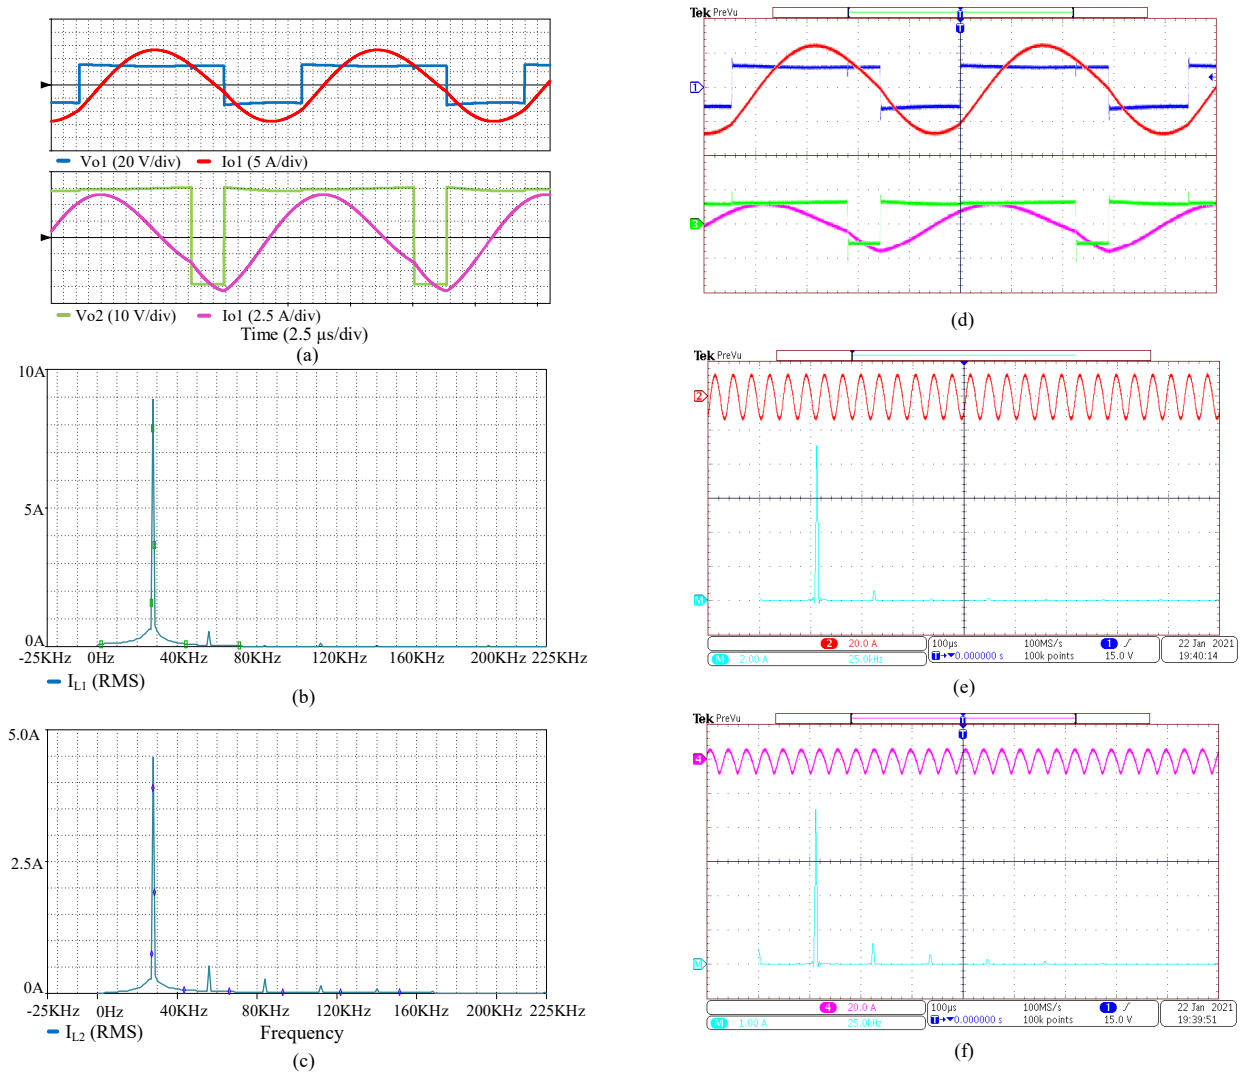 Vo1 (20 V/div) Io1 (5 A/div)
Vo2 (10 V/div) Io1 (2.5 A/div)
Time (2.5 µs/div)
(a)
10A
5A
0A
-25KHz 0Hz 40KHz 80KHz 120KHz 160KHz 200KHz 225KHz
IL1 (RMS)
(b)
5.0A
2.5A
0A
-25KHz 0Hz 40KHz 80KHz 120KHz 160KHz 200KHz 225KHz
IL2 (RMS) Frequency
(c)
Tek PreVu
T
T
1
3
(d)
Tek PreVu
2
M
2 20.0 A
M 2.00 A 25.0kHz
100µs 100MS/s 1 15.0 V
T→▼0.000000 s 100k points
22 Jan 2021
19:40:14
(e)
Tek PreVu
T
T
4
M
4 20.0 A
M 1.00 A 25.0kHz
100µs 100MS/s 1 15.0 V
T→▼0.000000 s 100k points
22 Jan 2021
19:39:51
(f)